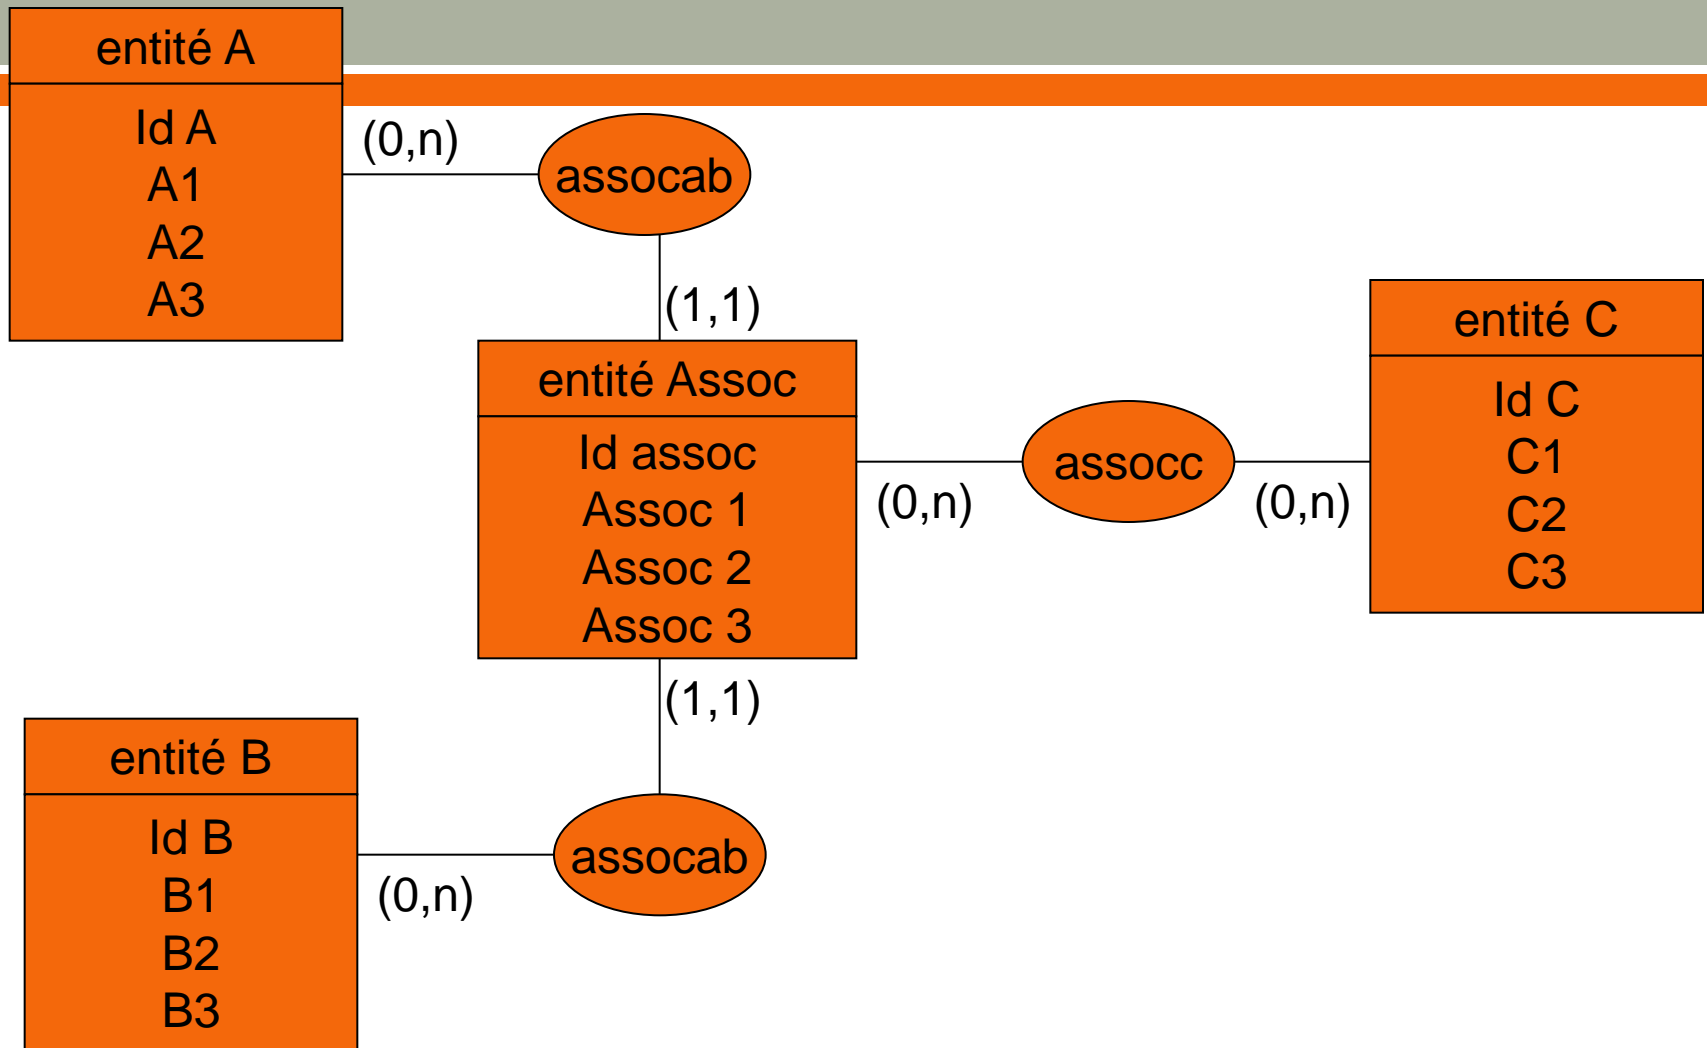 entité A
Id A
A1
A2
A3
(0,n)
assocab
(1,1)
entité Assoc
Id assoc
Assoc 1
Assoc 2
Assoc 3
(0,n)
assocc
(0,n)
entité C
Id C
C1
C2
C3
(1,1)
entité B
Id B
B1
B2
B3
(0,n)
assocab